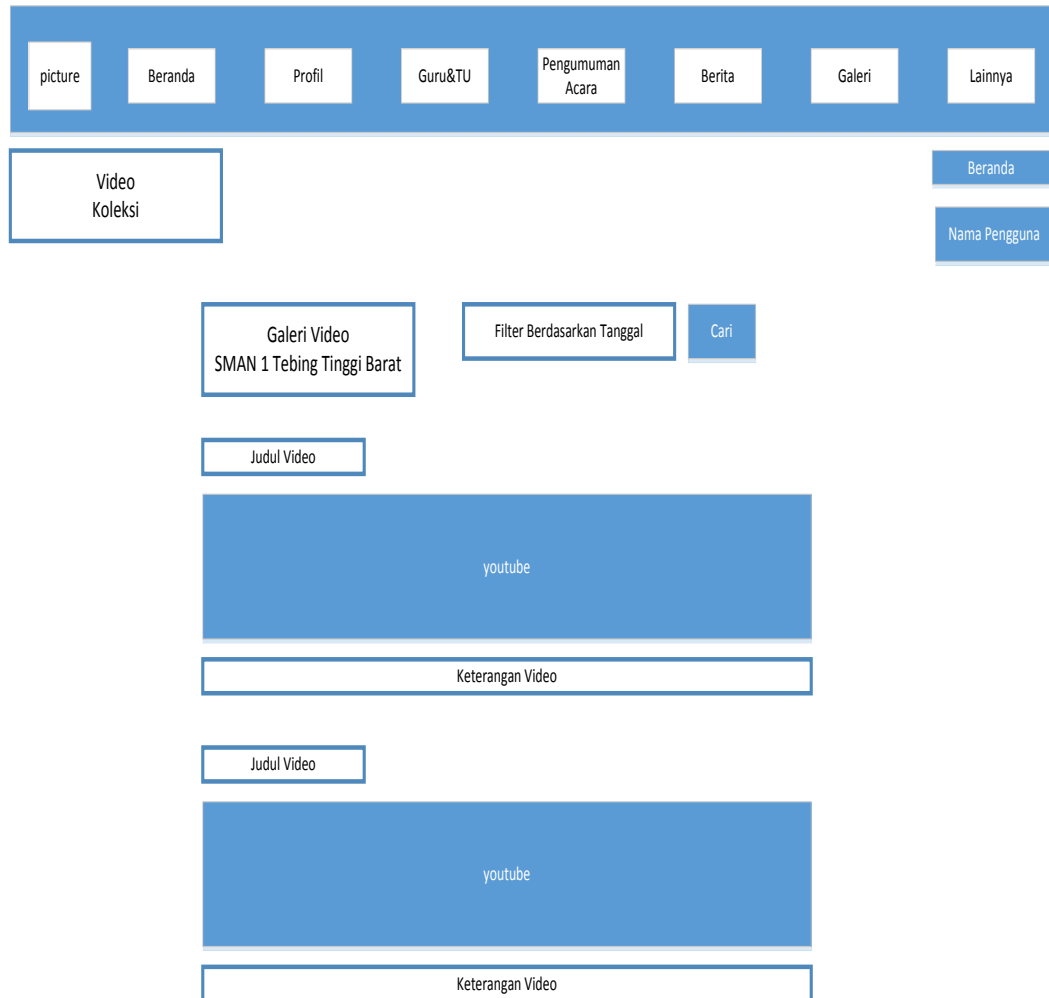 picture
Beranda
Profil
Guru&TU
Pengumuman
Acara
Berita
Galeri
Lainnya
Video
Koleksi
Beranda
Nama Pengguna
Galeri Video
SMAN 1 Tebing Tinggi Barat
Filter Berdasarkan Tanggal
Cari
Judul Video
youtube
Keterangan Video
Judul Video
youtube
Keterangan Video